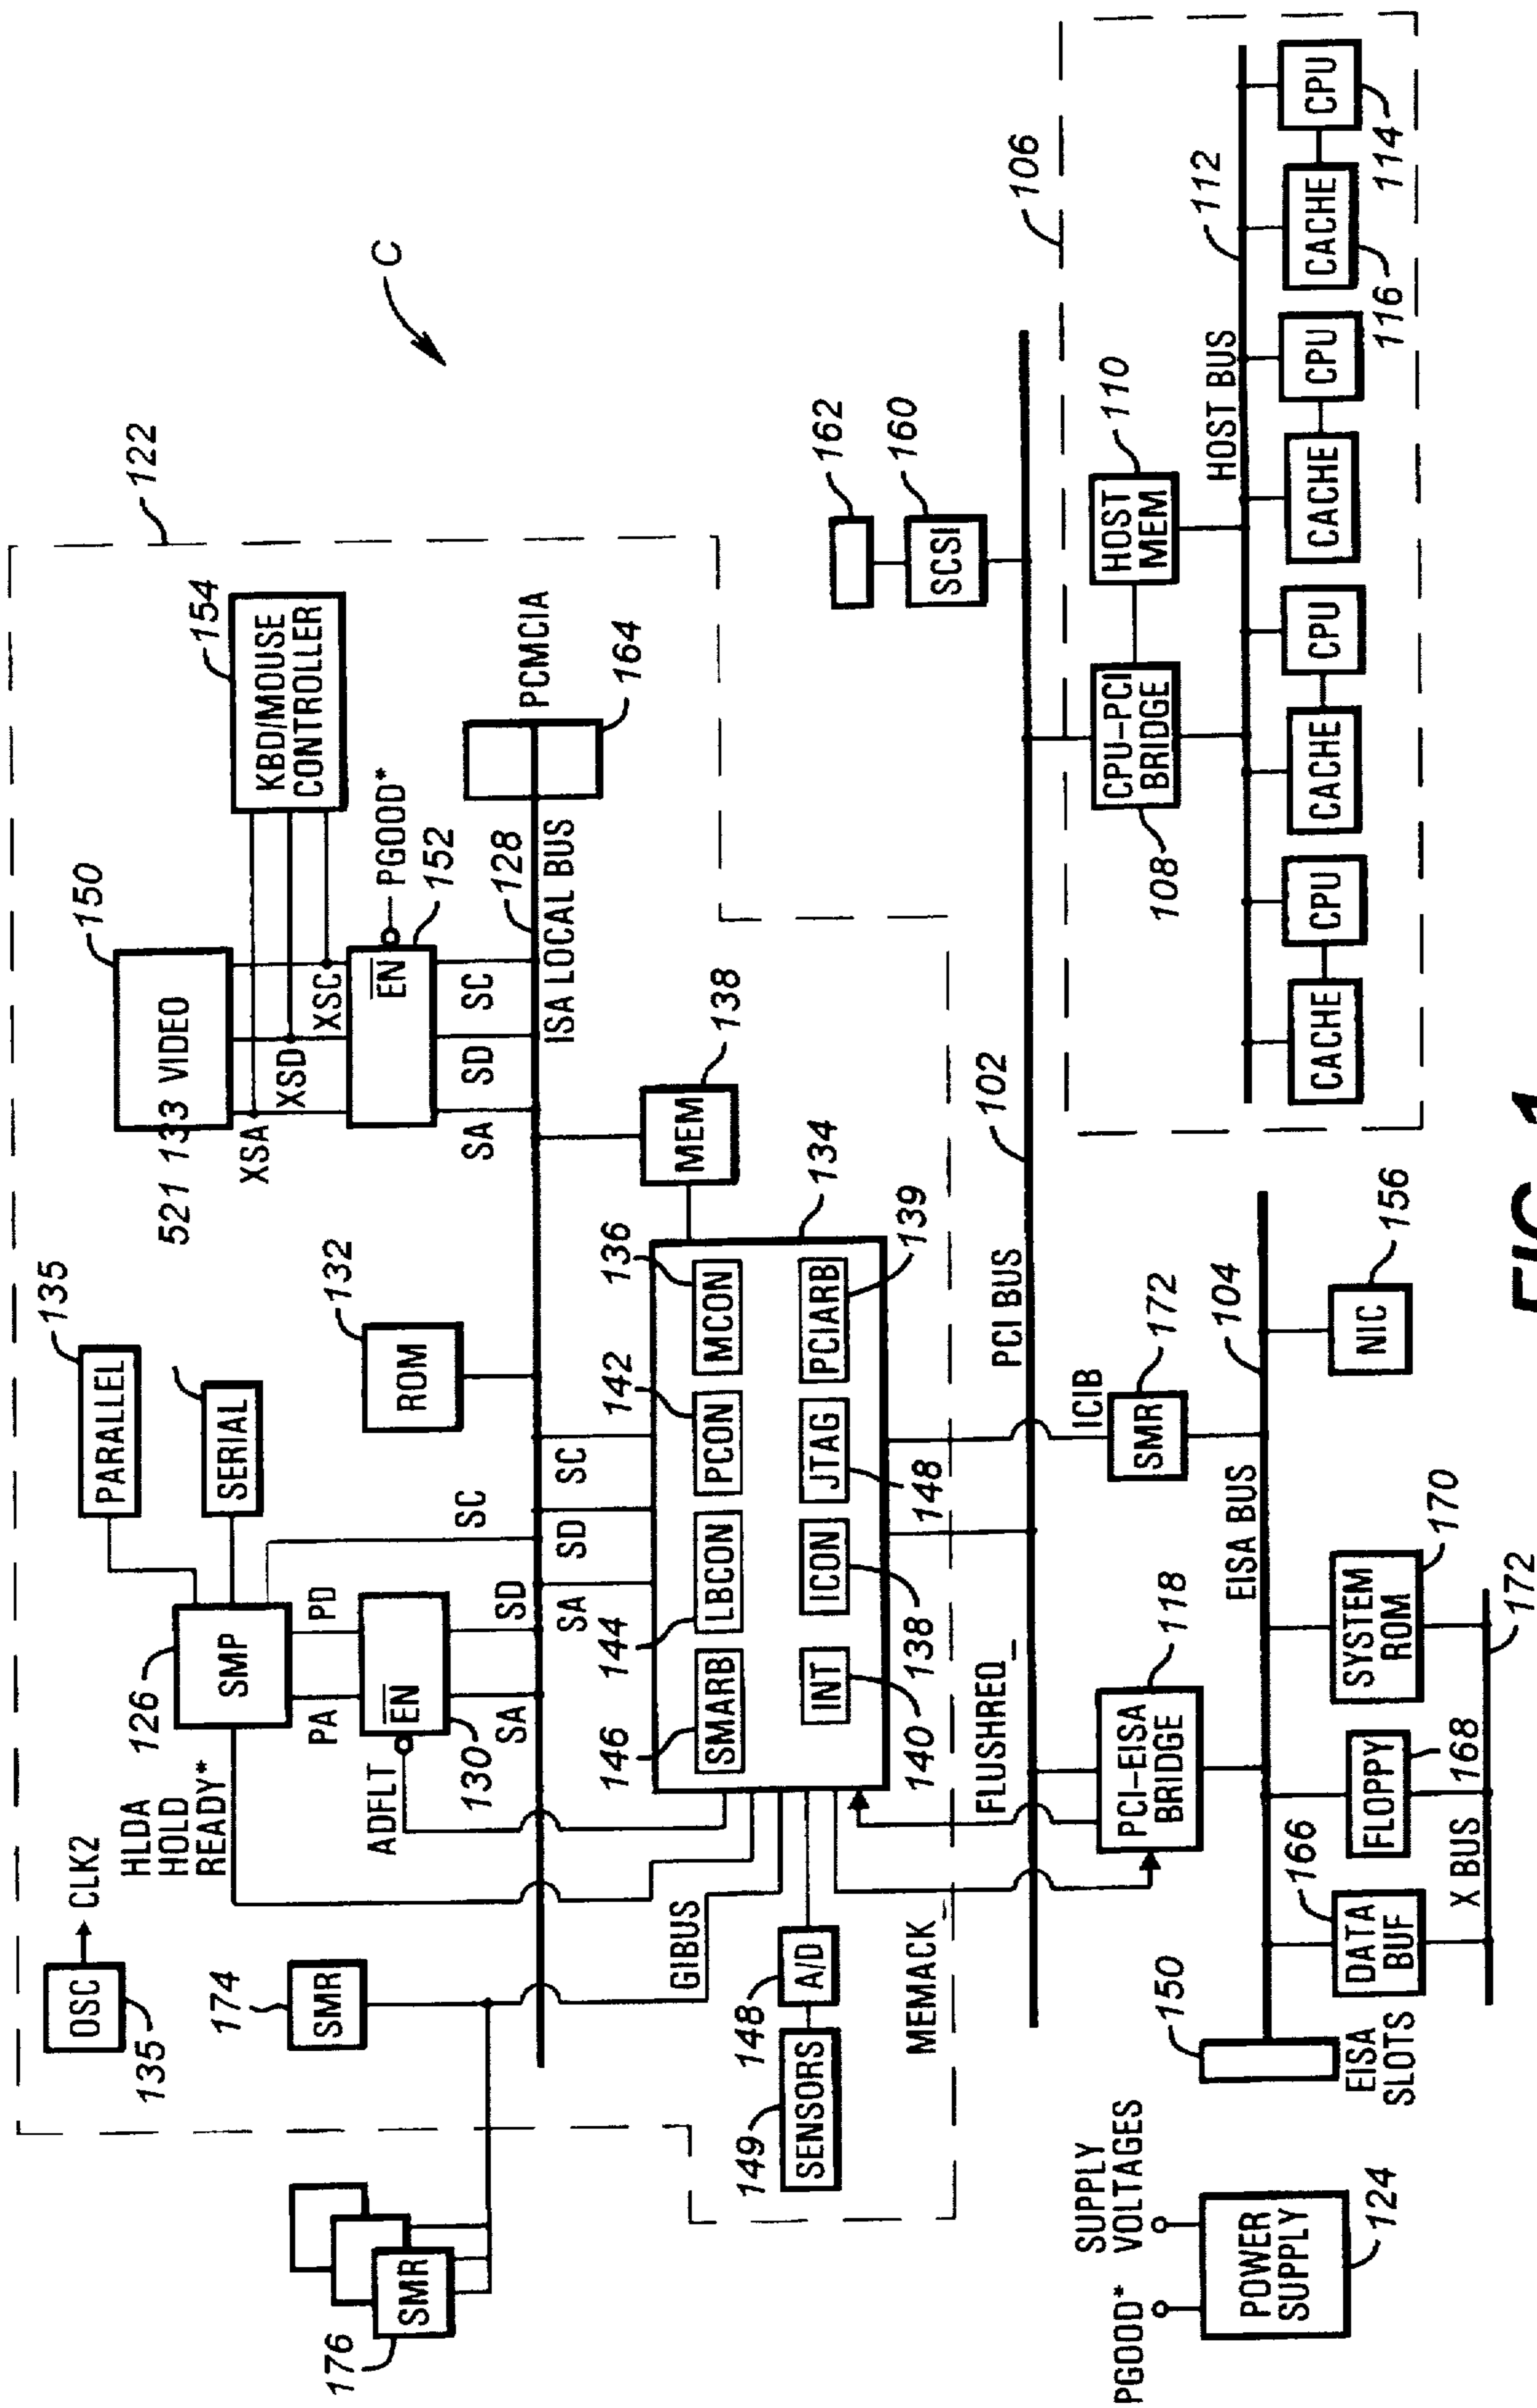 122
OSC
CLK2
135
174
SMR
176
SMR
HLDA
HOLD
READY*
126
SMP
PARALLEL
135
SERIAL
PA
PD
SC
ADFLT
EN
130
SA
SD
ROM
132
521 133 VIDEO
150
XSA
XSD
XSC
KBD/MOUSE
CONTROLLER
154
EN
PGOOD*
152
SA
SD
SC
128
ISA LOCAL BUS
PCMCIA
164
C
GIBUS
SA
SD
SC
MEM
138
146
144
142
136
SMARB
LBCON
PCON
MCON
134
INT
ICON
JTAG
PCIARB
140
138
148
139
149
SENSORS
148
A/D
MEMACK_
FLUSHREQ_
PCI BUS
102
162
SCSI
160
106
ICIB
SMR
172
PCI-EISA
BRIDGE
118
EISA BUS
104
NIC
156
150
EISA
SLOTS
166
DATA
BUF
FLOPPY
168
SYSTEM
ROM
170
X BUS
172
PGOOD*
SUPPLY
VOLTAGES
POWER
SUPPLY
124
CPU-PCI
BRIDGE
108
HOST
MEM
110
HOST BUS
112
CACHE
CPU
CACHE
CPU
CACHE
CPU
CACHE
CPU
116
114
FIG. 1